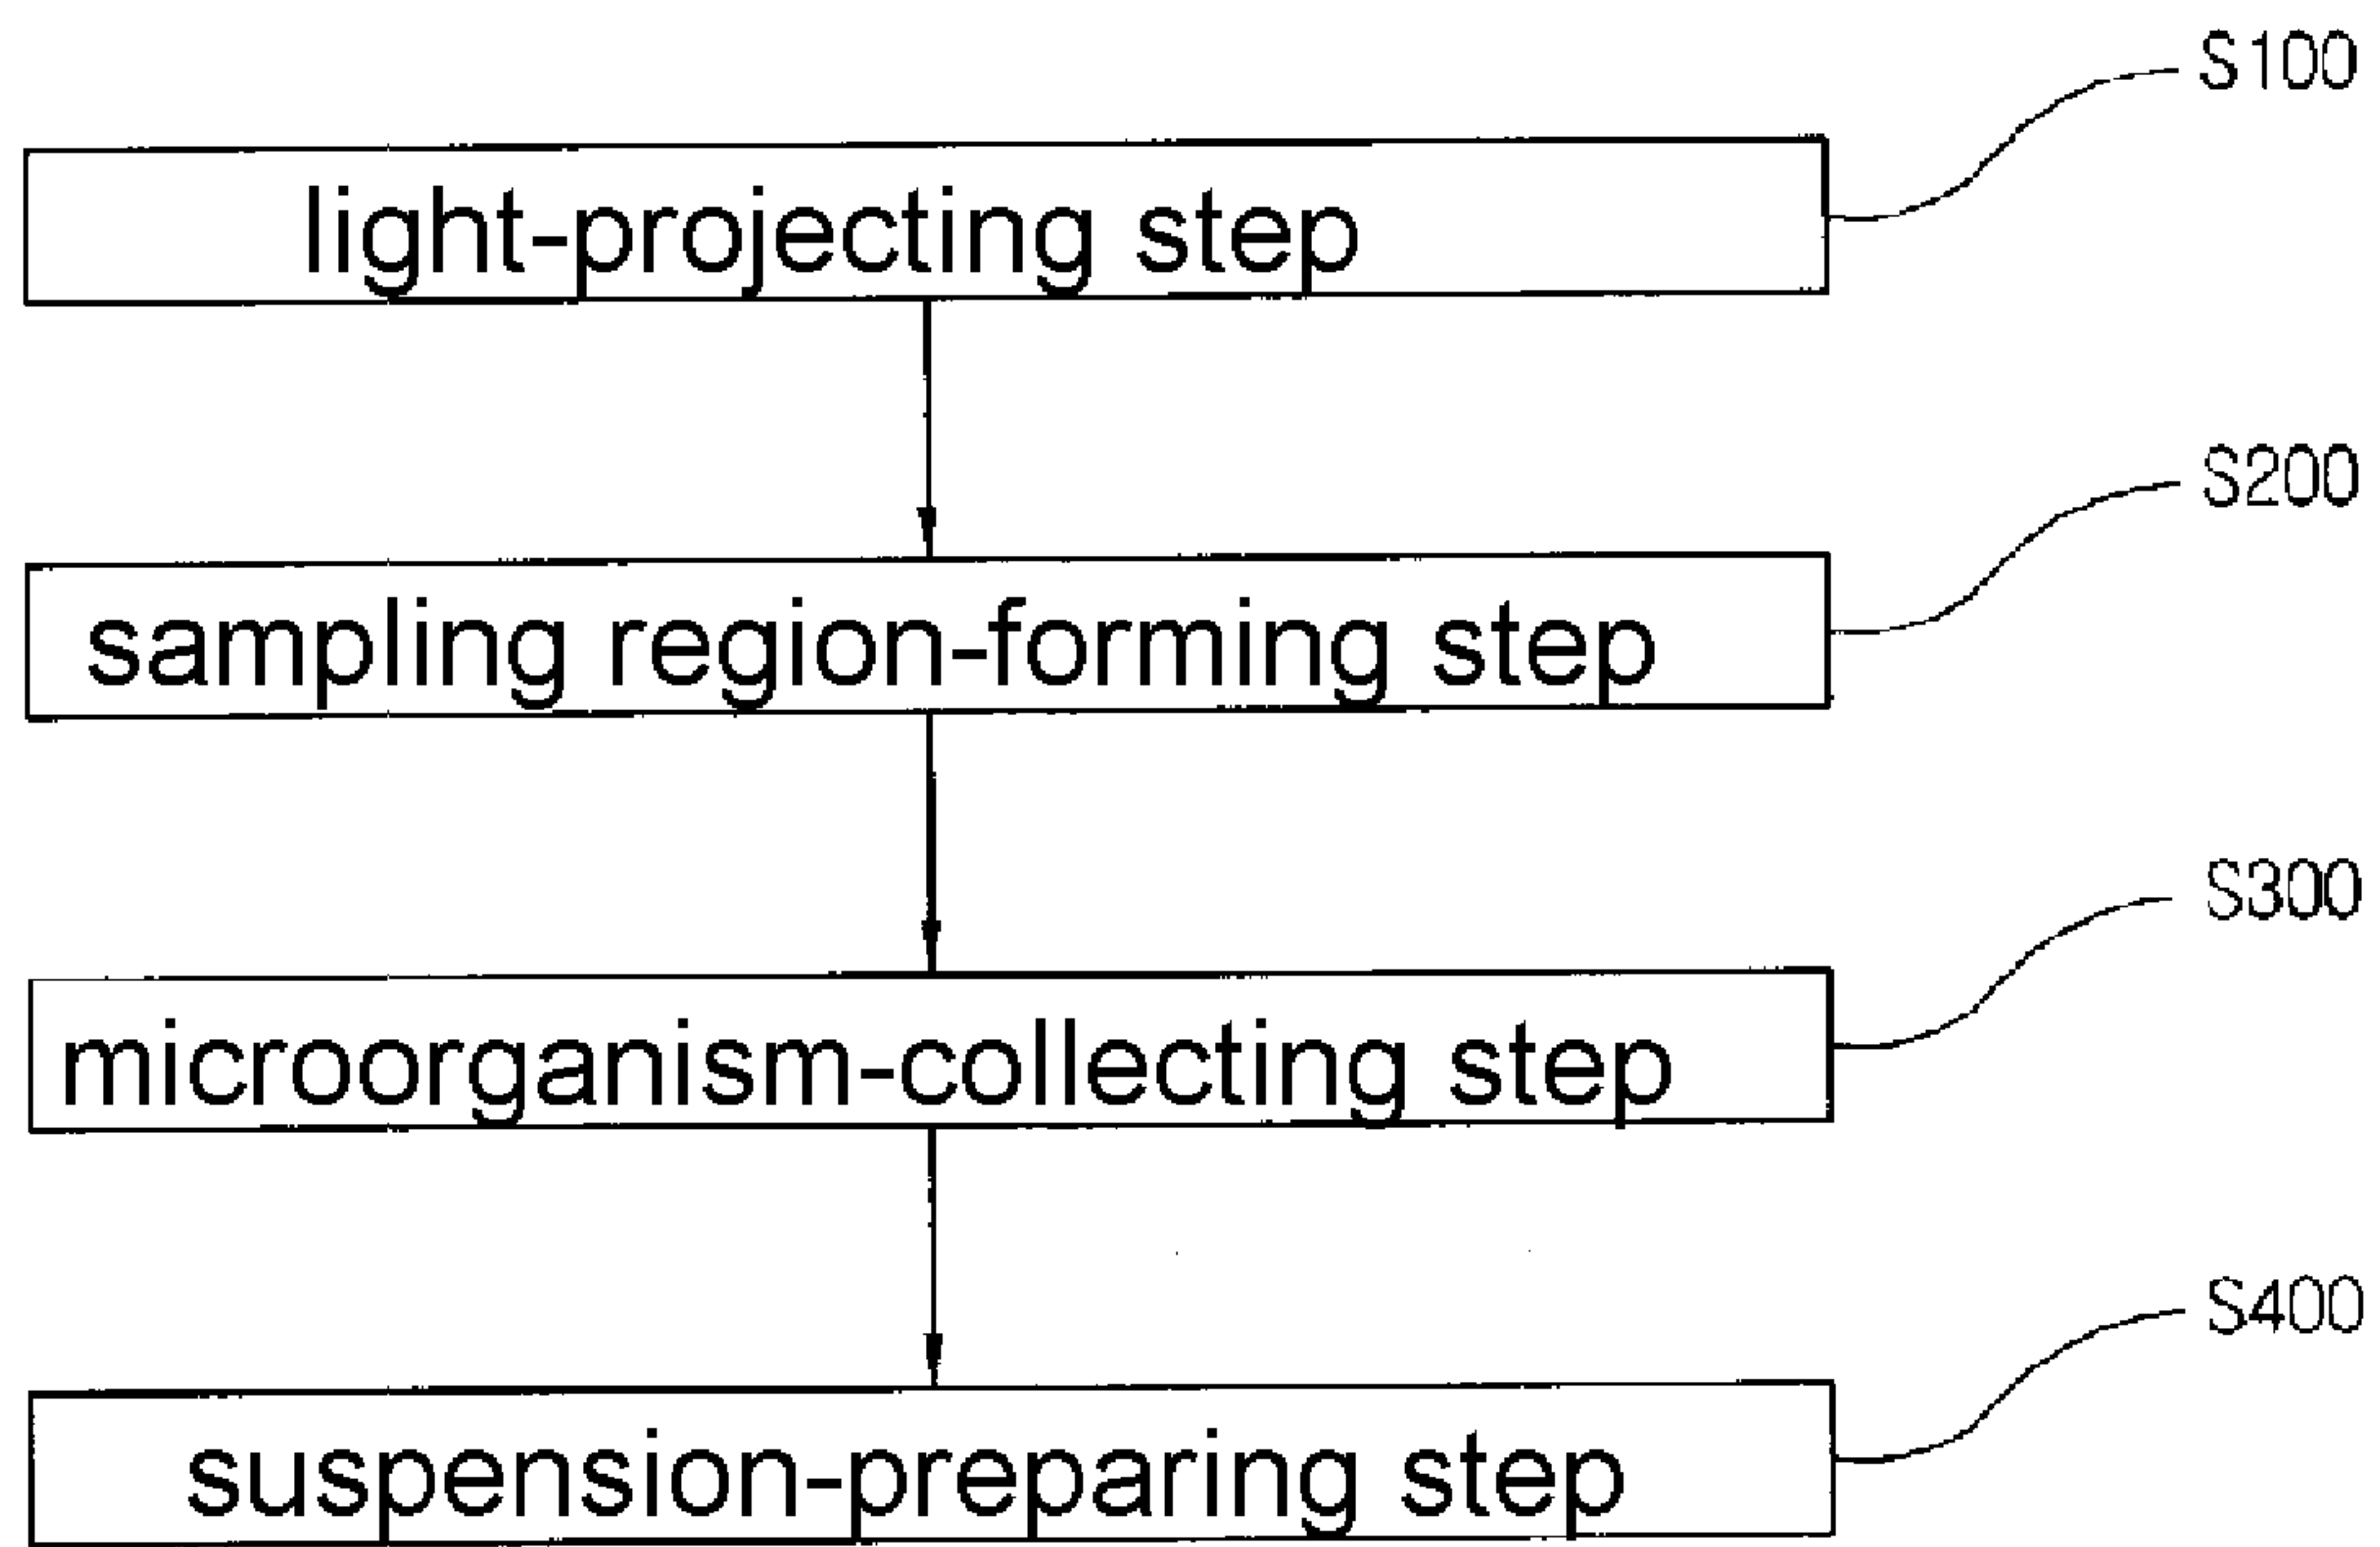 S100
light-projecting step
S200
sampling region-forming step
S300
microorganism-collecting step
S400
suspension-preparing step